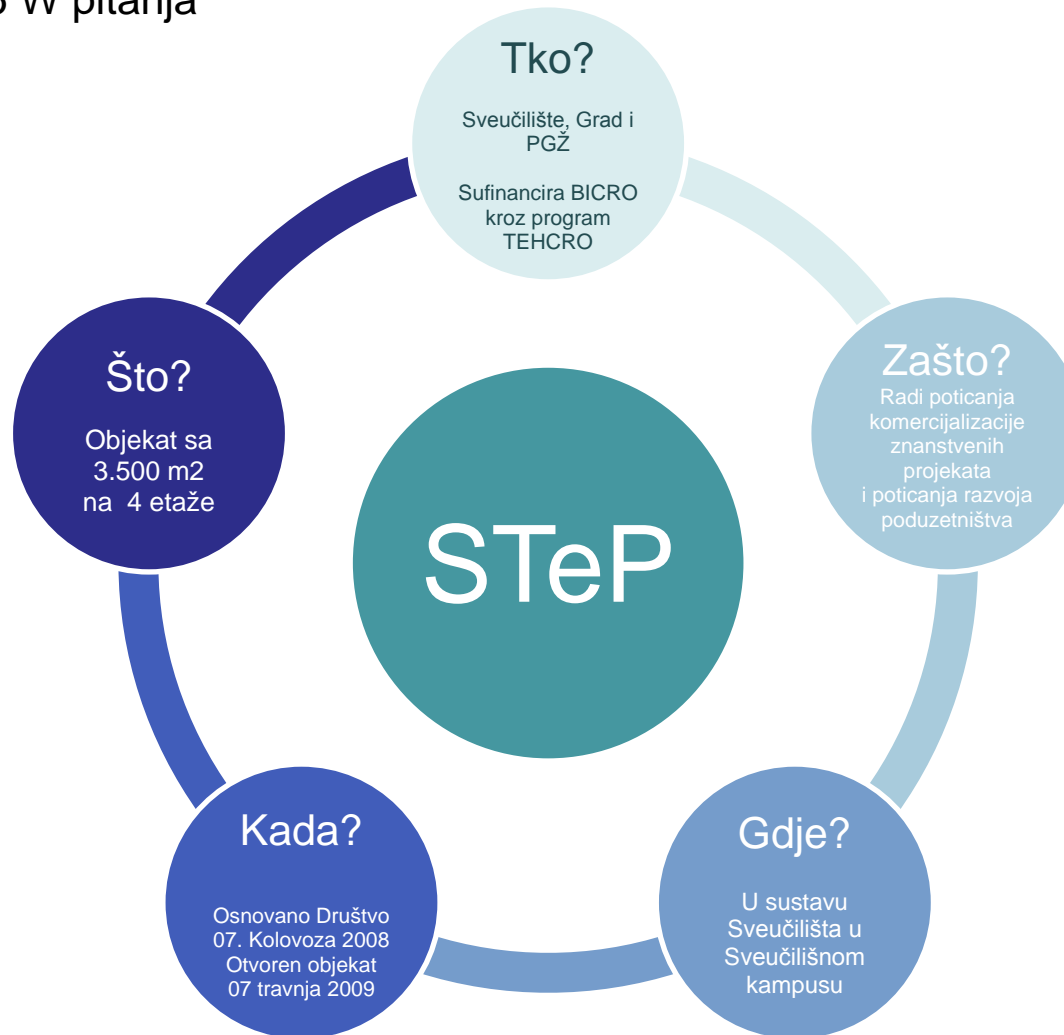 W pitanja
Tko?
Sveučilište, Grad i
PGŽ
Sufinancira BICRO
kroz program
TEHCRO
Zašto?
Radi poticanja
komercijalizacije
znanstvenih
projekata
i poticanja razvoja
poduzetništva
Gdje?
U sustavu
Sveučilišta u
Sveučilišnom
kampusu
Kada?
Osnovano Društvo
07. Kolovoza 2008
Otvoren objekat
07 travnja 2009
Što?
Objekat sa
3.500 m2
na 4 etaže
STeP